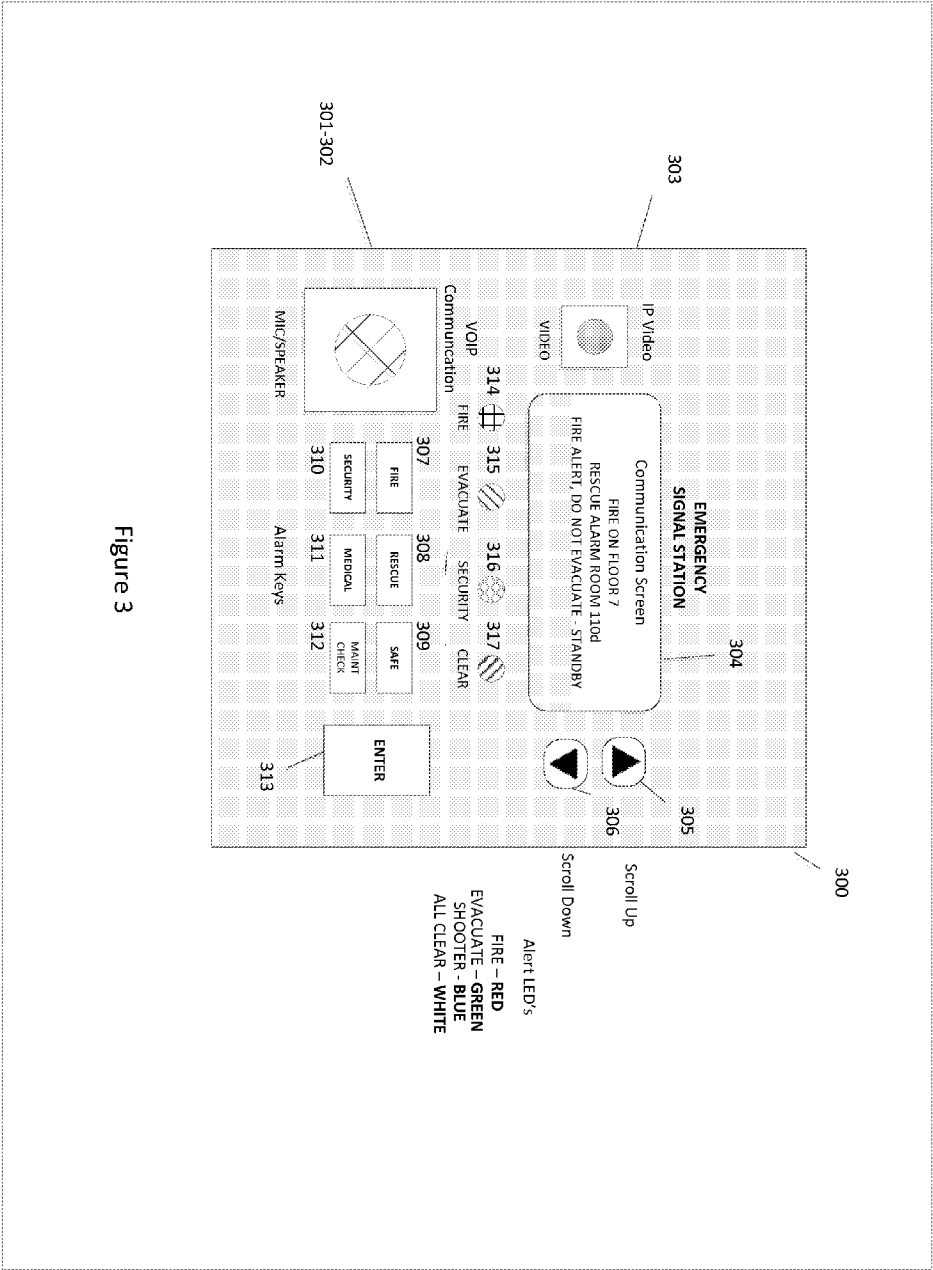 300
EMERGENCY
SIGNAL STATION
304
303
305
Scroll Up
IP Video
VIDEO
Communication Screen
FIRE ON FLOOR 7
RESCUE ALARM ROOM 110d
FIRE ALERT, DO NOT EVACUATE - STANDBY
306
Scroll Down
Alert LED's
FIRE – RED
EVACUATE – GREEN
SHOOTER - BLUE
ALL CLEAR – WHITE
314 315 316 317
VOIP
Communcation
FIRE EVACUATE SECURITY CLEAR
307 308 309
FIRE RESCUE SAFE
ENTER
SECURITY MEDICAL MAINT
CHECK
310 311 312
301-302
MIC/SPEAKER
Alarm Keys
313
Figure 3